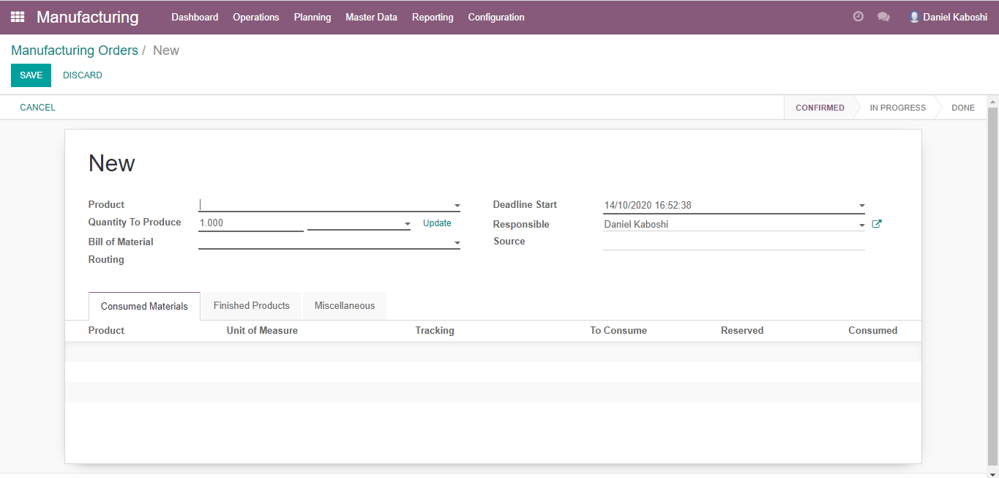 Manufacturing Dashboard Operations Planning Master Data Reporting Configuration Daniel Kaboshi
Manufacturing Orders / New
SAVE DISCARD
CANCEL CONFIRMED IN PROGRESS DONE
New
Product Deadline Start 14/10/2020 16:52:38
Quantity To Produce 1.000 Update Responsible Daniel Kaboshi
Bill of Material Source
Routing
Consumed Materials Finished Products Miscellaneous
Product Unit of Measure Tracking To Consume Reserved Consumed